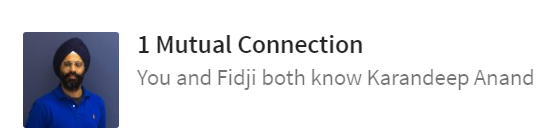 1 Mutual Connection
You and Fidji both know Karandeep Anand